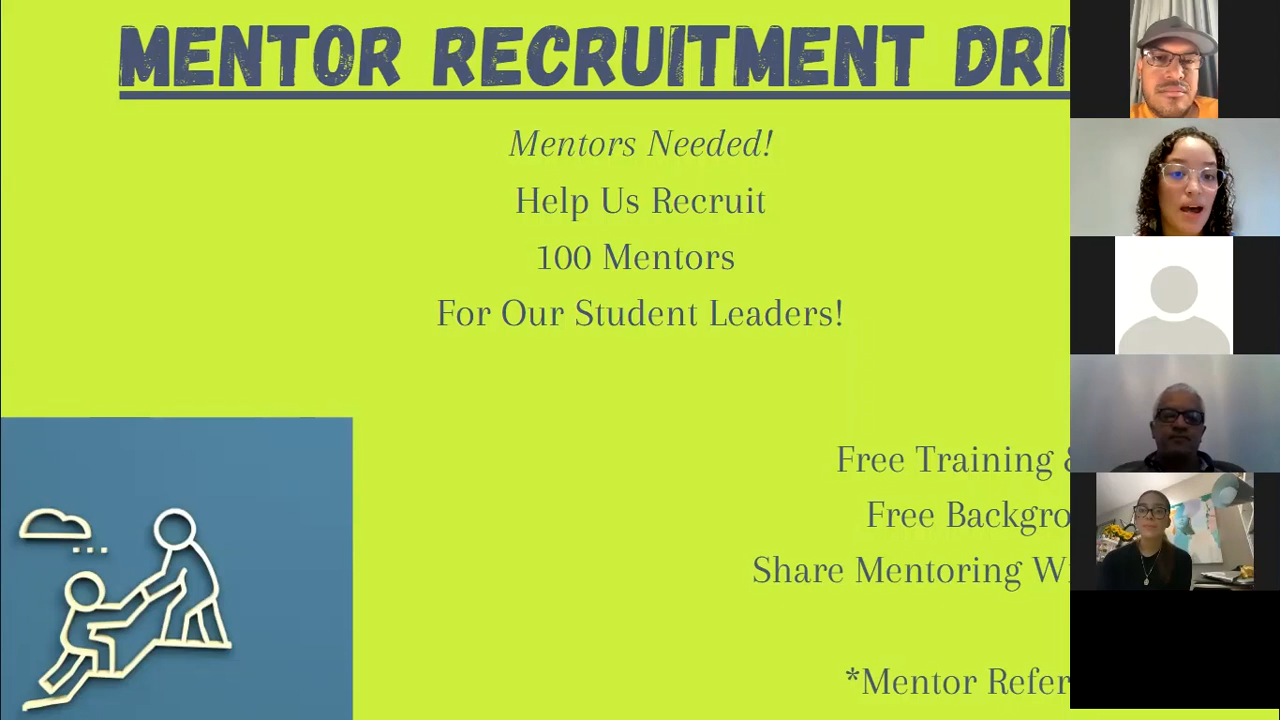 MENTOR RECRUITMENT DRI
Mentors Needed!
Help Us Recruit
100 Mentors
For Our Student Leaders!
Free Training &
Free Backgro
Share Mentoring Wi
*Mentor Refer